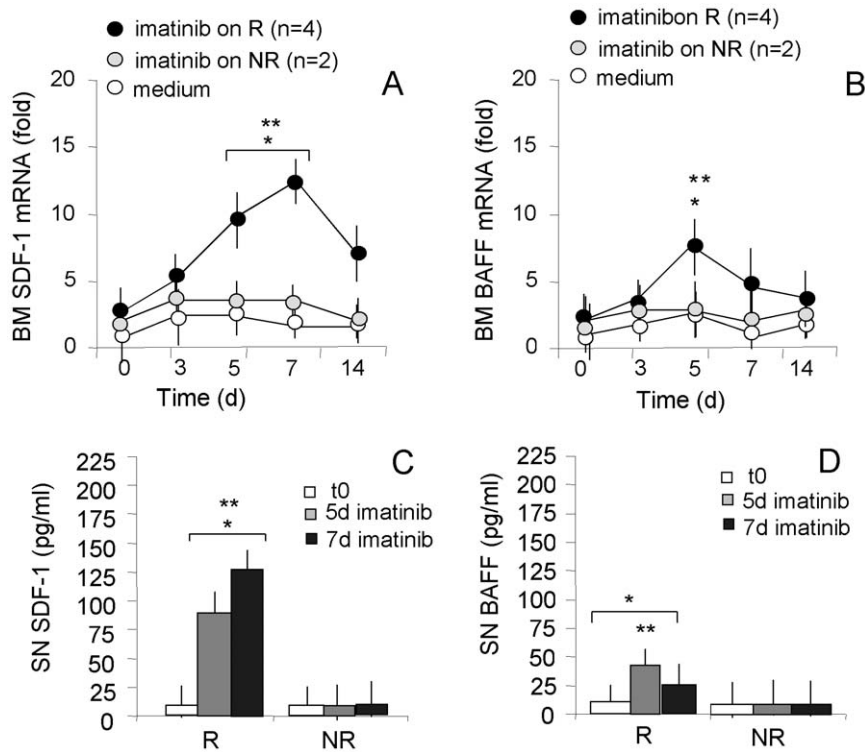 imatinib on R (n=4)
imatinib on NR (n=2)
medium
A
BM SDF-1 mRNA (fold)
20
15
10
5
0
**
*
0 3 5 7 14
Time (d)
imatinibon R (n=4)
imatinib on NR (n=2)
medium
B
BM BAFF mRNA (fold)
20
15
10
5
0
**
*
0 3 5 7 14
Time (d)
C
SN SDF-1 (pg/ml)
225
200
175
150
125
100
75
50
25
0
t0
5d imatinib
7d imatinib
**
*
R NR
D
SN BAFF (pg/ml)
225
200
175
150
125
100
75
50
25
0
t0
5d imatinib
7d imatinib
*
**
R NR